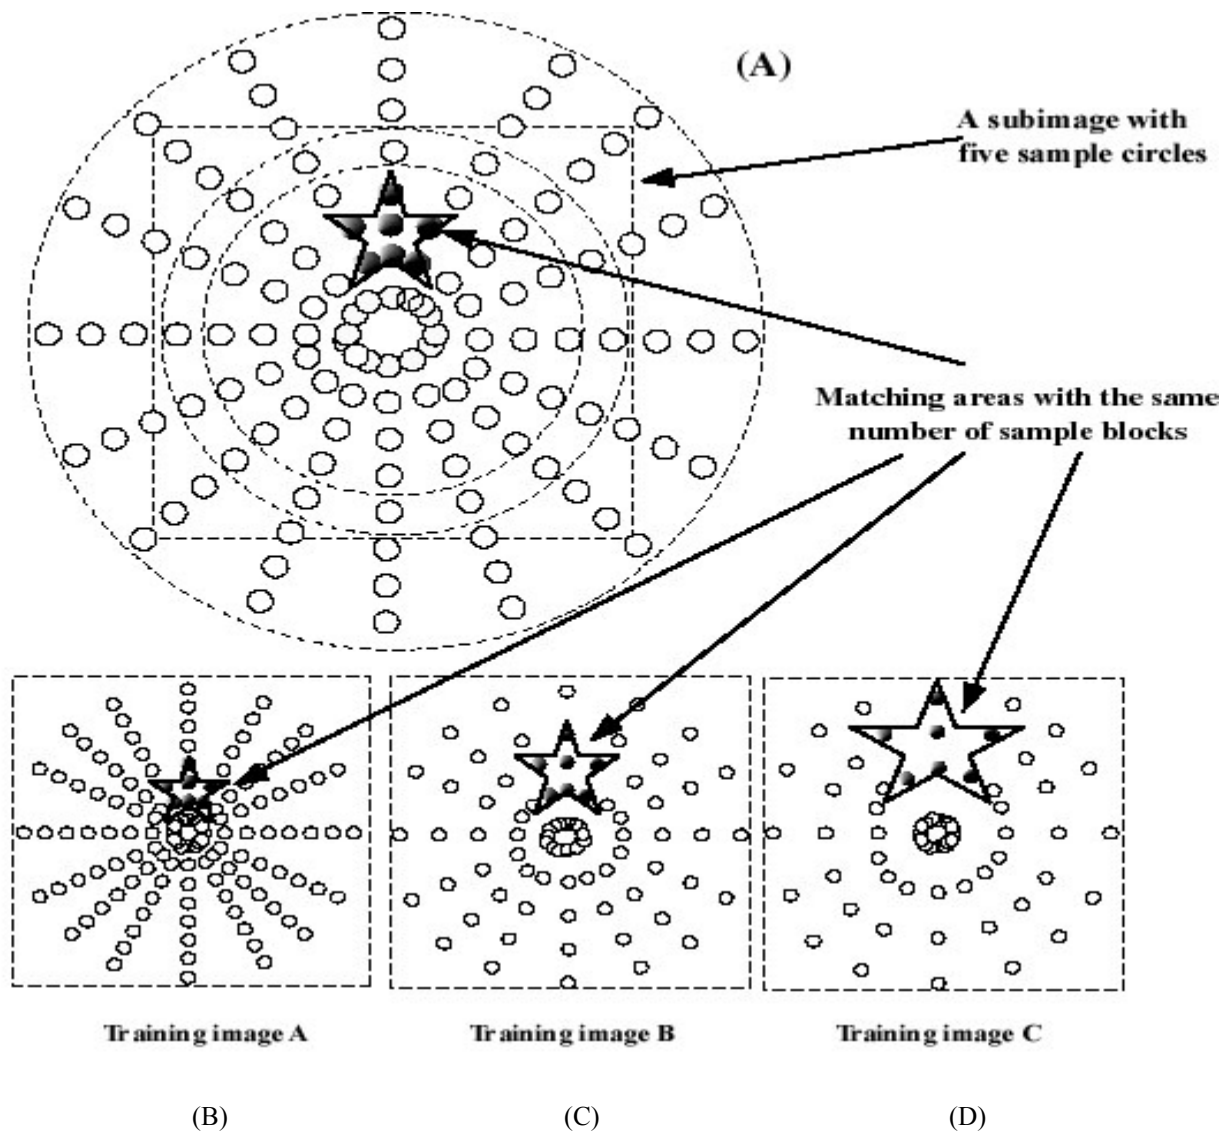 (A)
A subimage with
five sample circles
Matching areas with the same
number of sample blocks
Training image A
Training image B
Training image C
(B)
(C)
(D)